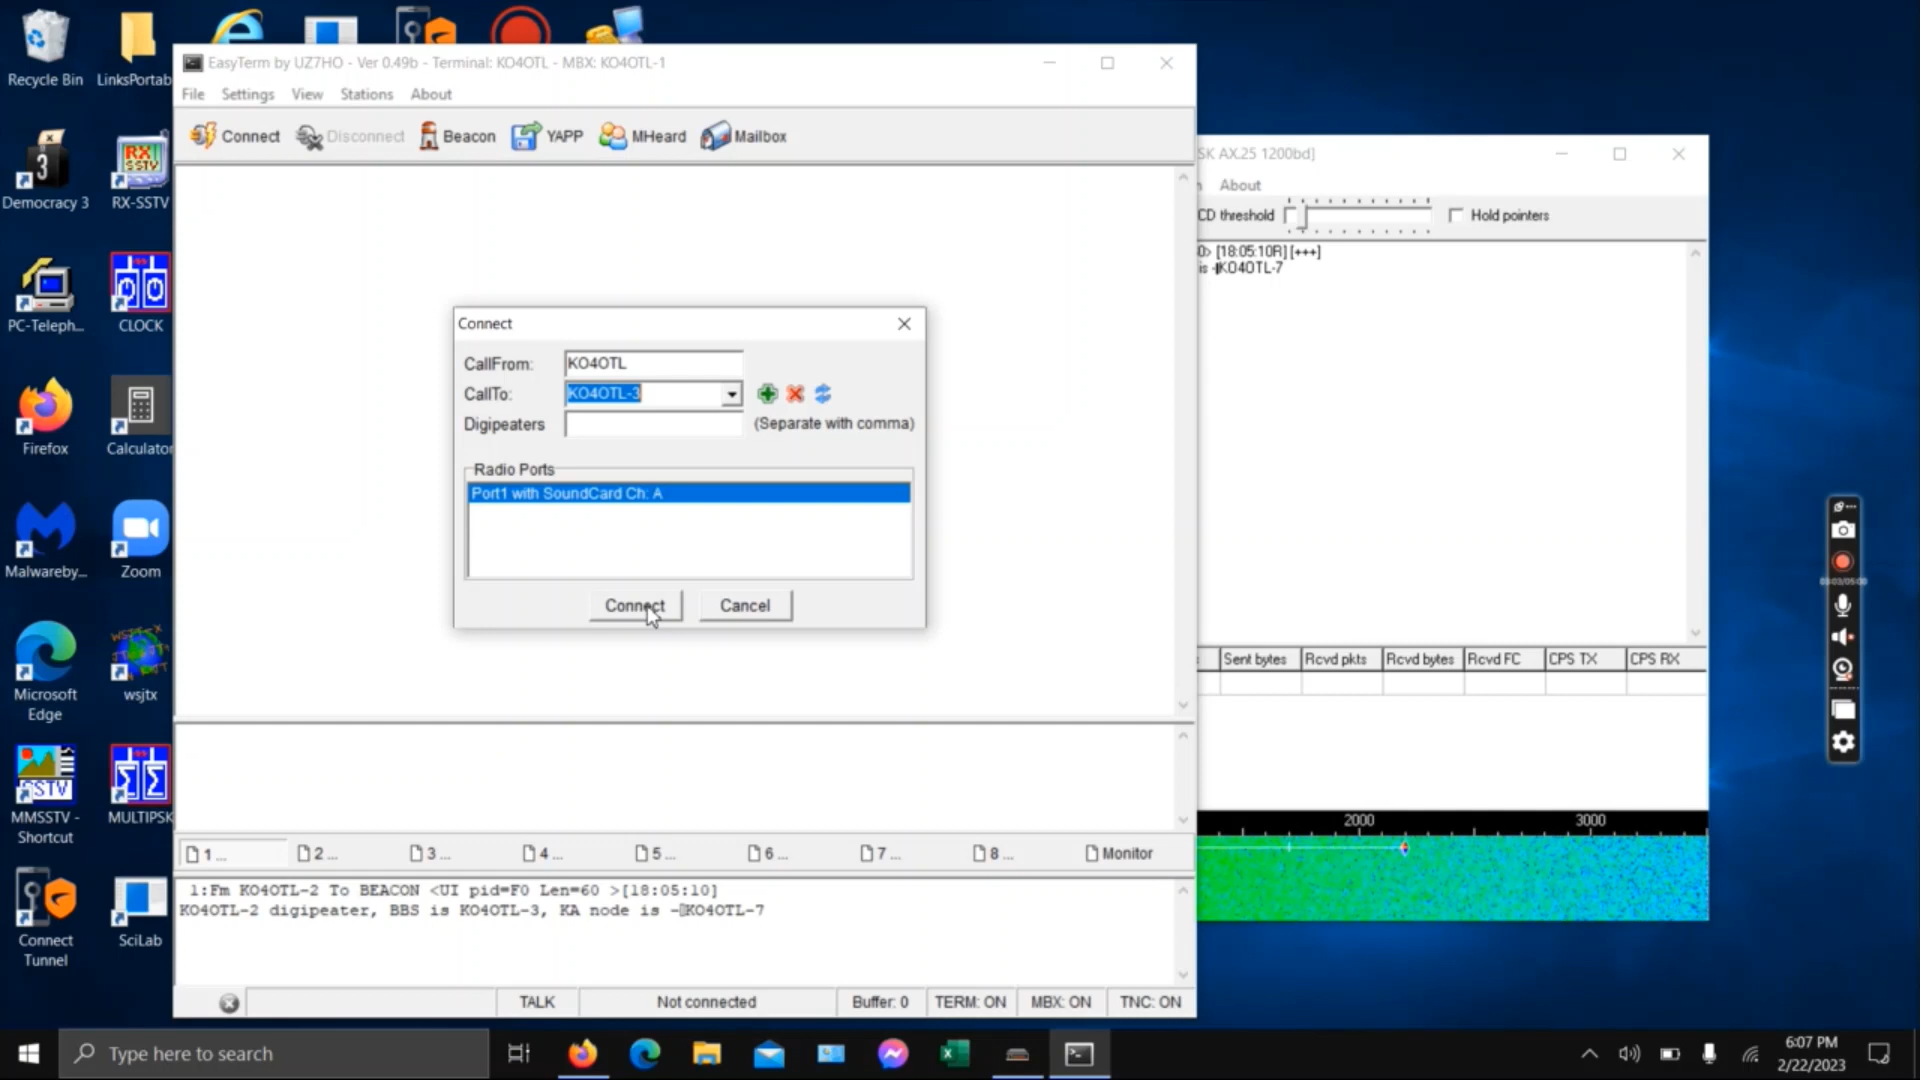 Recycle Bin
LinksPortab
Democracy 3
RX-SSTV
PC-Teleph...
CLOCK
Firefox
Calculator
Malwareby...
Zoom
Microsoft
Edge
wsjtx
MMSSTV -
Shortcut
MULTIPSK
Connect
Tunnel
SciLab
EasyTerm by UZ7HO - Ver 0.49b - Terminal: KO4OTL - MBX: KO4OTL-1
File Settings View Stations About
Connect Disconnect Beacon YAPP MHeard Mailbox
Connect
CallFrom: KO4OTL
CallTo: KO4OTL-3
Digipeaters (Separate with comma)
Radio Ports
Port1 with SoundCard Ch: A
Connect Cancel
1 ... 2 ... 3 ... 4 ... 5 ... 6 ... 7 ... 8 ... Monitor
1:Fm KO4OTL-2 To BEACON <UI pid=F0 Len=60 >[18:05:10]
KO4OTL-2 digipeater, BBS is KO4OTL-3, KA node is -▯KO4OTL-7
TALK Not connected Buffer: 0 TERM: ON MBX: ON TNC: ON
SK AX.25 1200bd]
About
CD threshold Hold pointers
0> [18:05:10R] [+++]
is -|KO4OTL-7
Sent bytes Rcvd pkts Rcvd bytes Rcvd FC CPS TX CPS RX
2000 3000
Type here to search
6:07 PM
2/22/2023